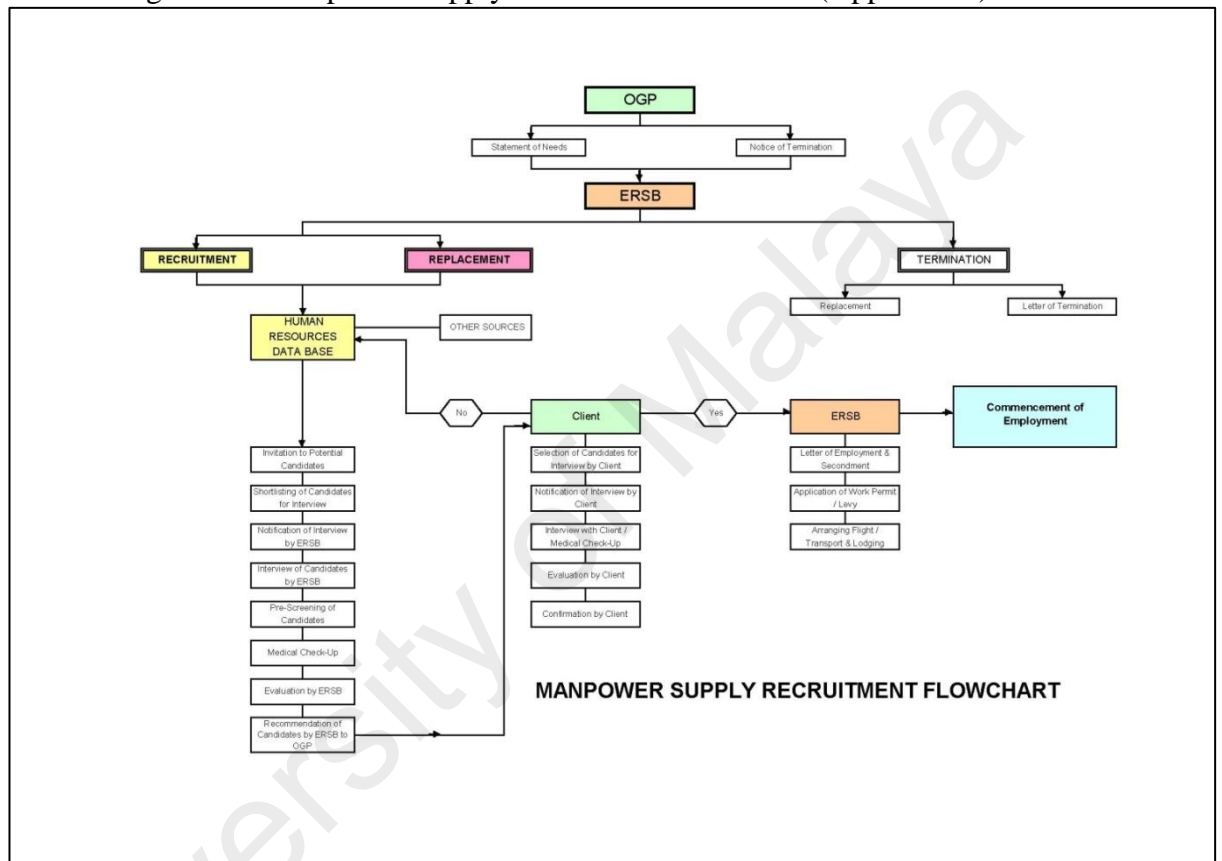 OGP
Statement of Needs
Notice of Termination
ERSB
RECRUITMENT
REPLACEMENT
TERMINATION
Replacement
Letter of Termination
HUMAN
RESOURCES
DATA BASE
OTHER SOURCES
No
Client
Yes
ERSB
Commencement of
Employment
Invitation to Potential
Candidates
Shortlisting of Candidates
for Interview
Notification of Interview
by ERSB
Interview of Candidates
by ERSB
Pre-Screening of
Candidates
Medical Check-Up
Evaluation by ERSB
Recommendation of
Candidates by ERSB to
OGP
Selection of Candidates for
Interview by Client
Notification of Interview by
Client
Interview with Client /
Medical Check-Up
Evaluation by Client
Confirmation by Client
Letter of Employment &
Secondment
Application of Work Permit
/ Levy
Arranging Flight /
Transport & Lodging
MANPOWER SUPPLY RECRUITMENT FLOWCHART
University of Malaya